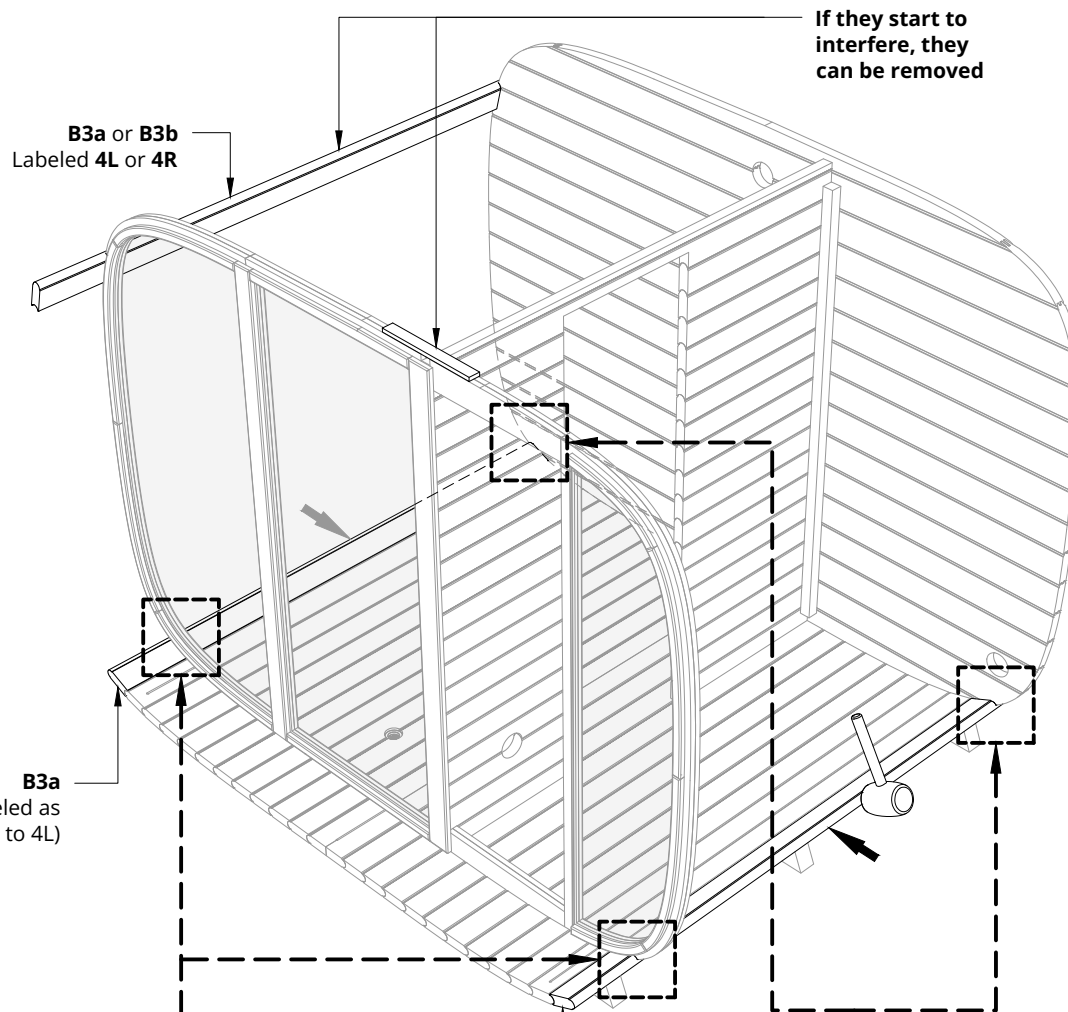 If they start to
interfere, they
can be removed
B3a or B3b
Labeled 4L or 4R
B3a
as
to 4L)